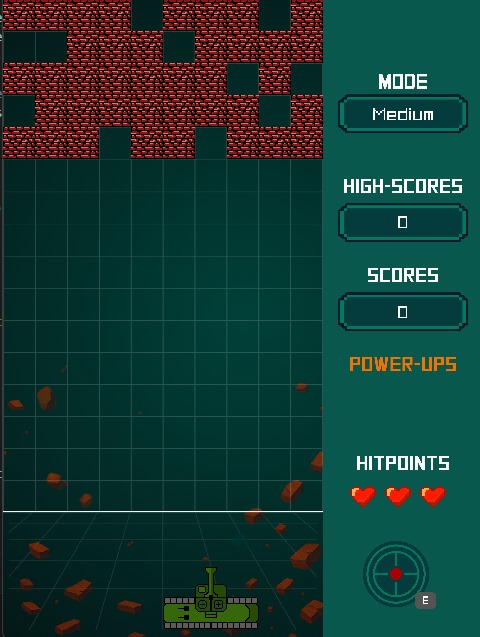 MODE
Medium
HIGH-SCORES
0
SCORES
0
POWER-UPS
HITPOINTS
E